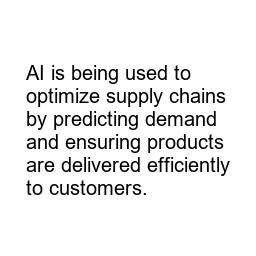 AI is being used to
optimize supply chains
by predicting demand
and ensuring products
are delivered efficiently
to customers.